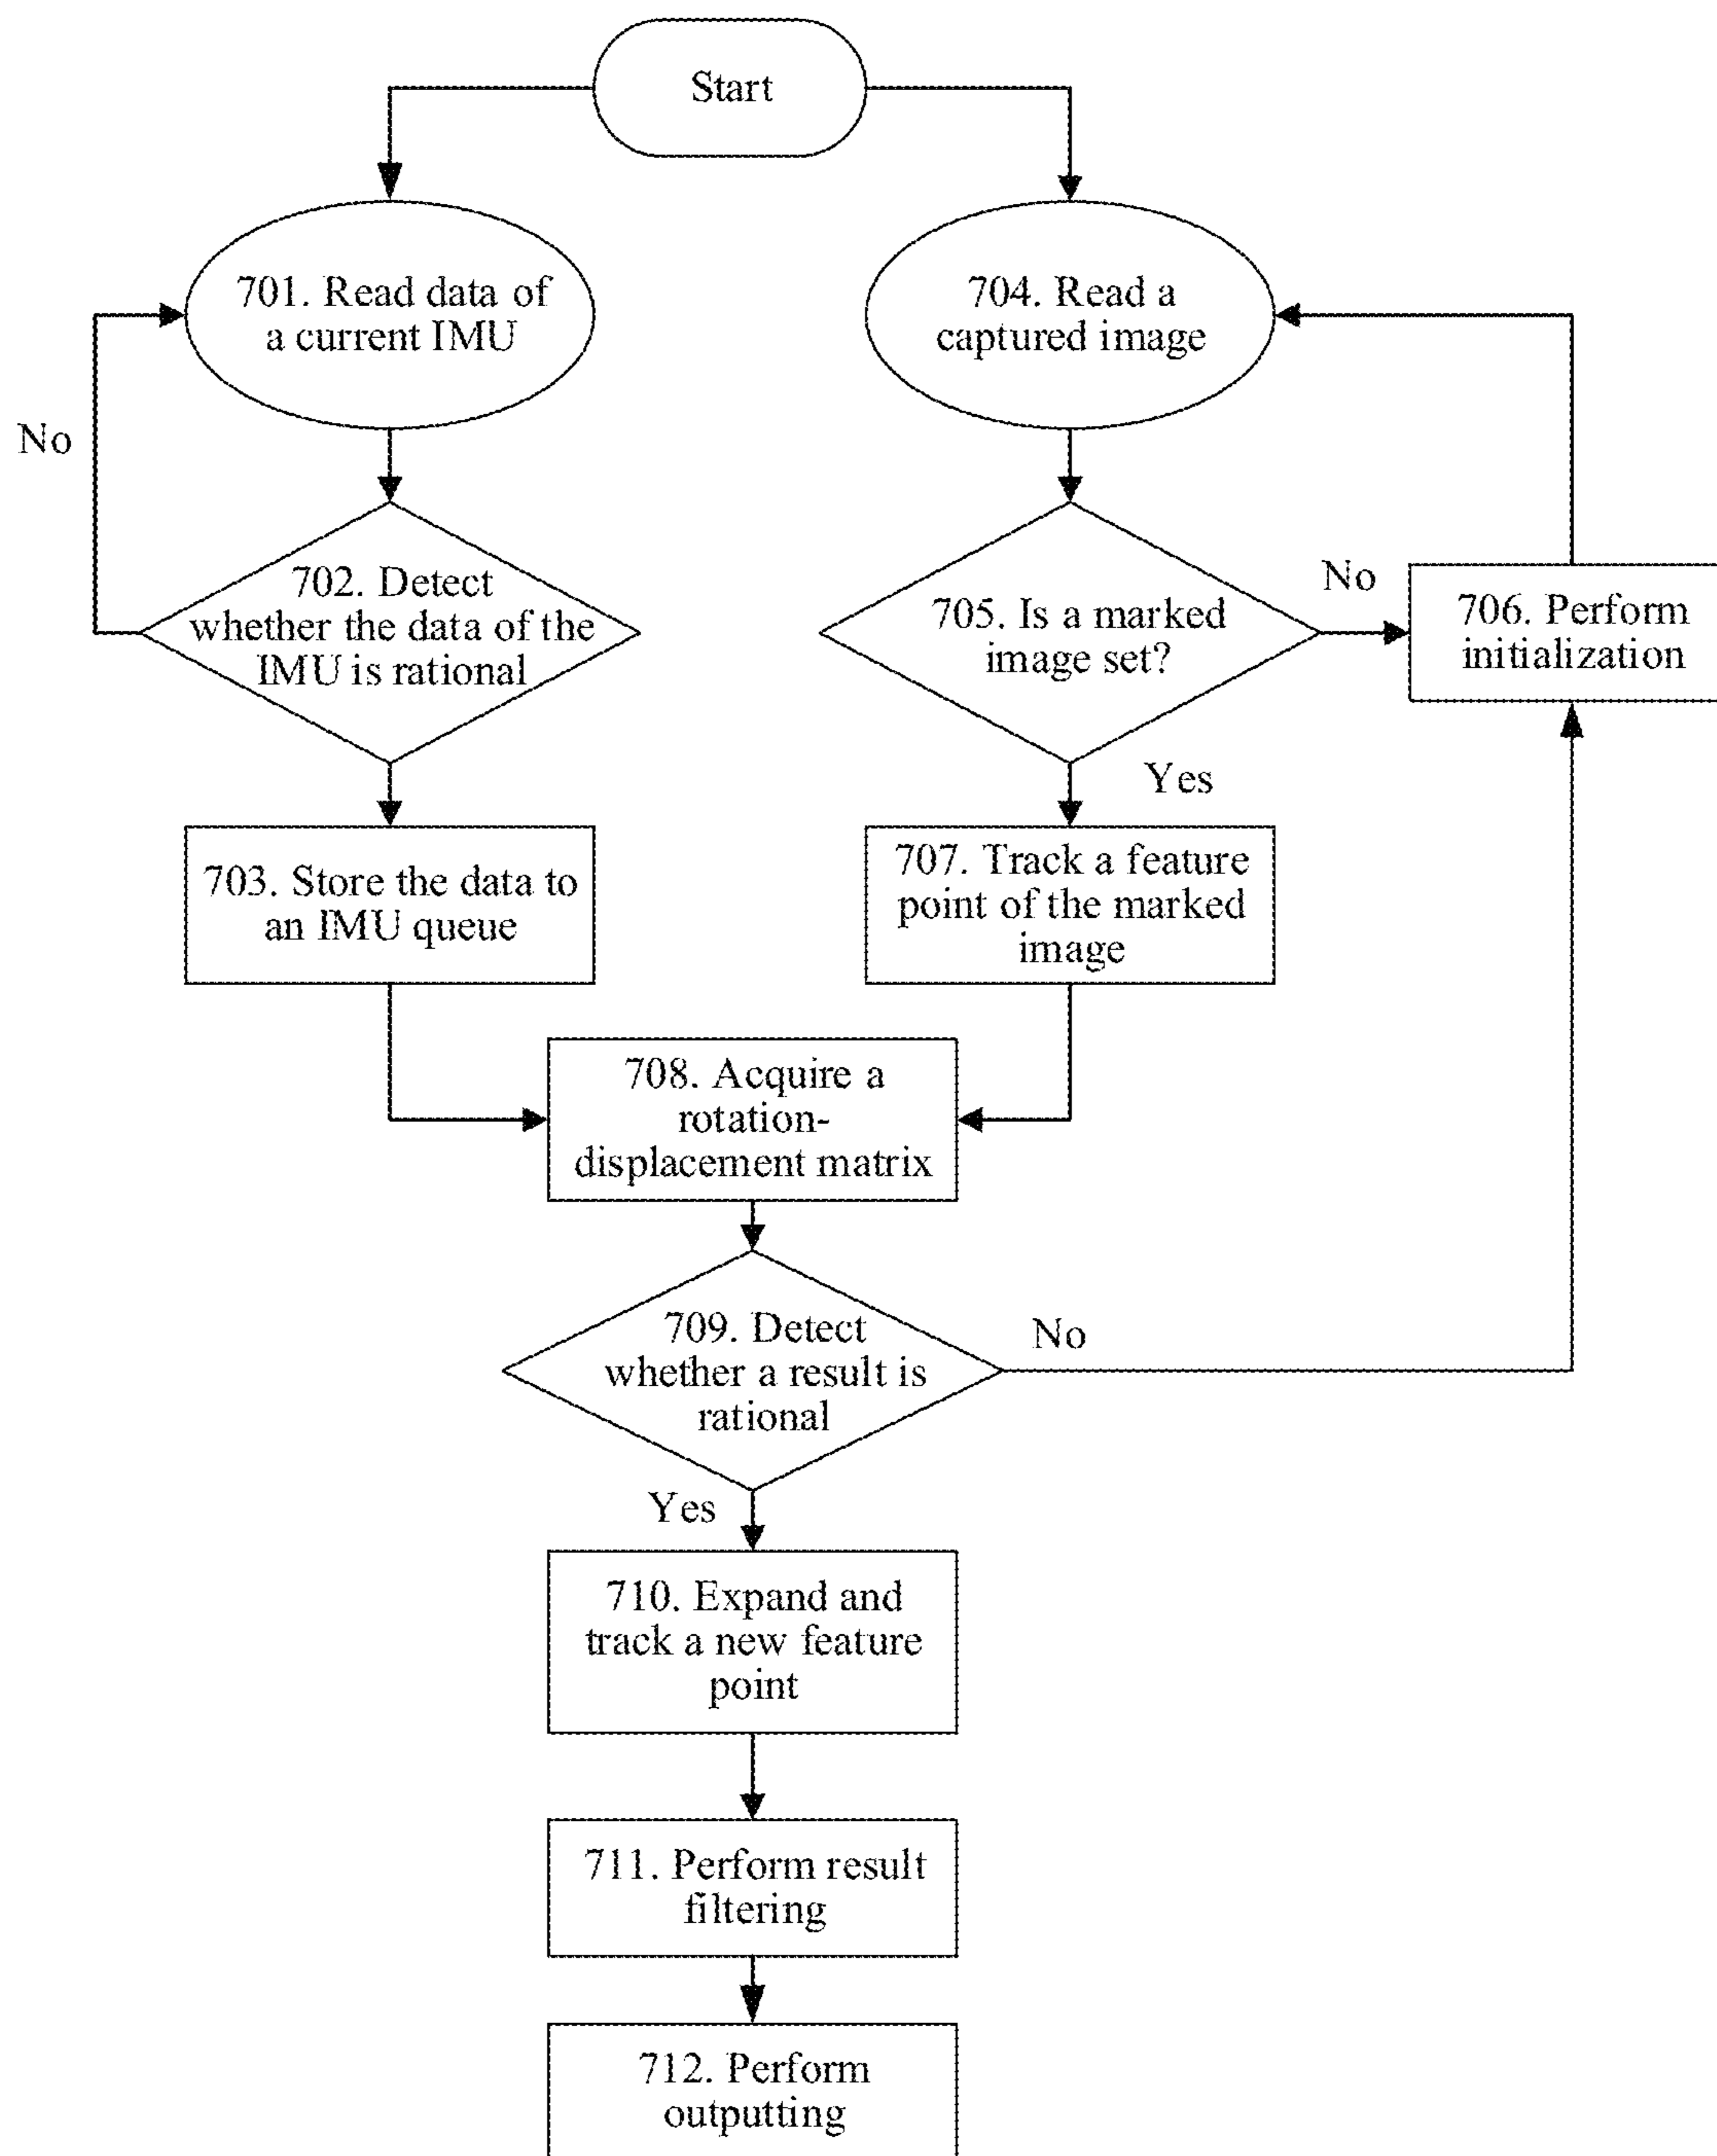 Start
701. Read data of
a current IMU
704. Read a
captured image
No
702. Detect
whether the data of the
IMU is rational
705. Is a marked
image set?
No
706. Perform
initialization
Yes
703. Store the data to
an IMU queue
707. Track a feature
point of the marked
image
708. Acquire a
rotation-
displacement matrix
709. Detect
whether a result is
rational
No
Yes
710. Expand and
track a new feature
point
711. Perform result
filtering
712. Perform
outputting